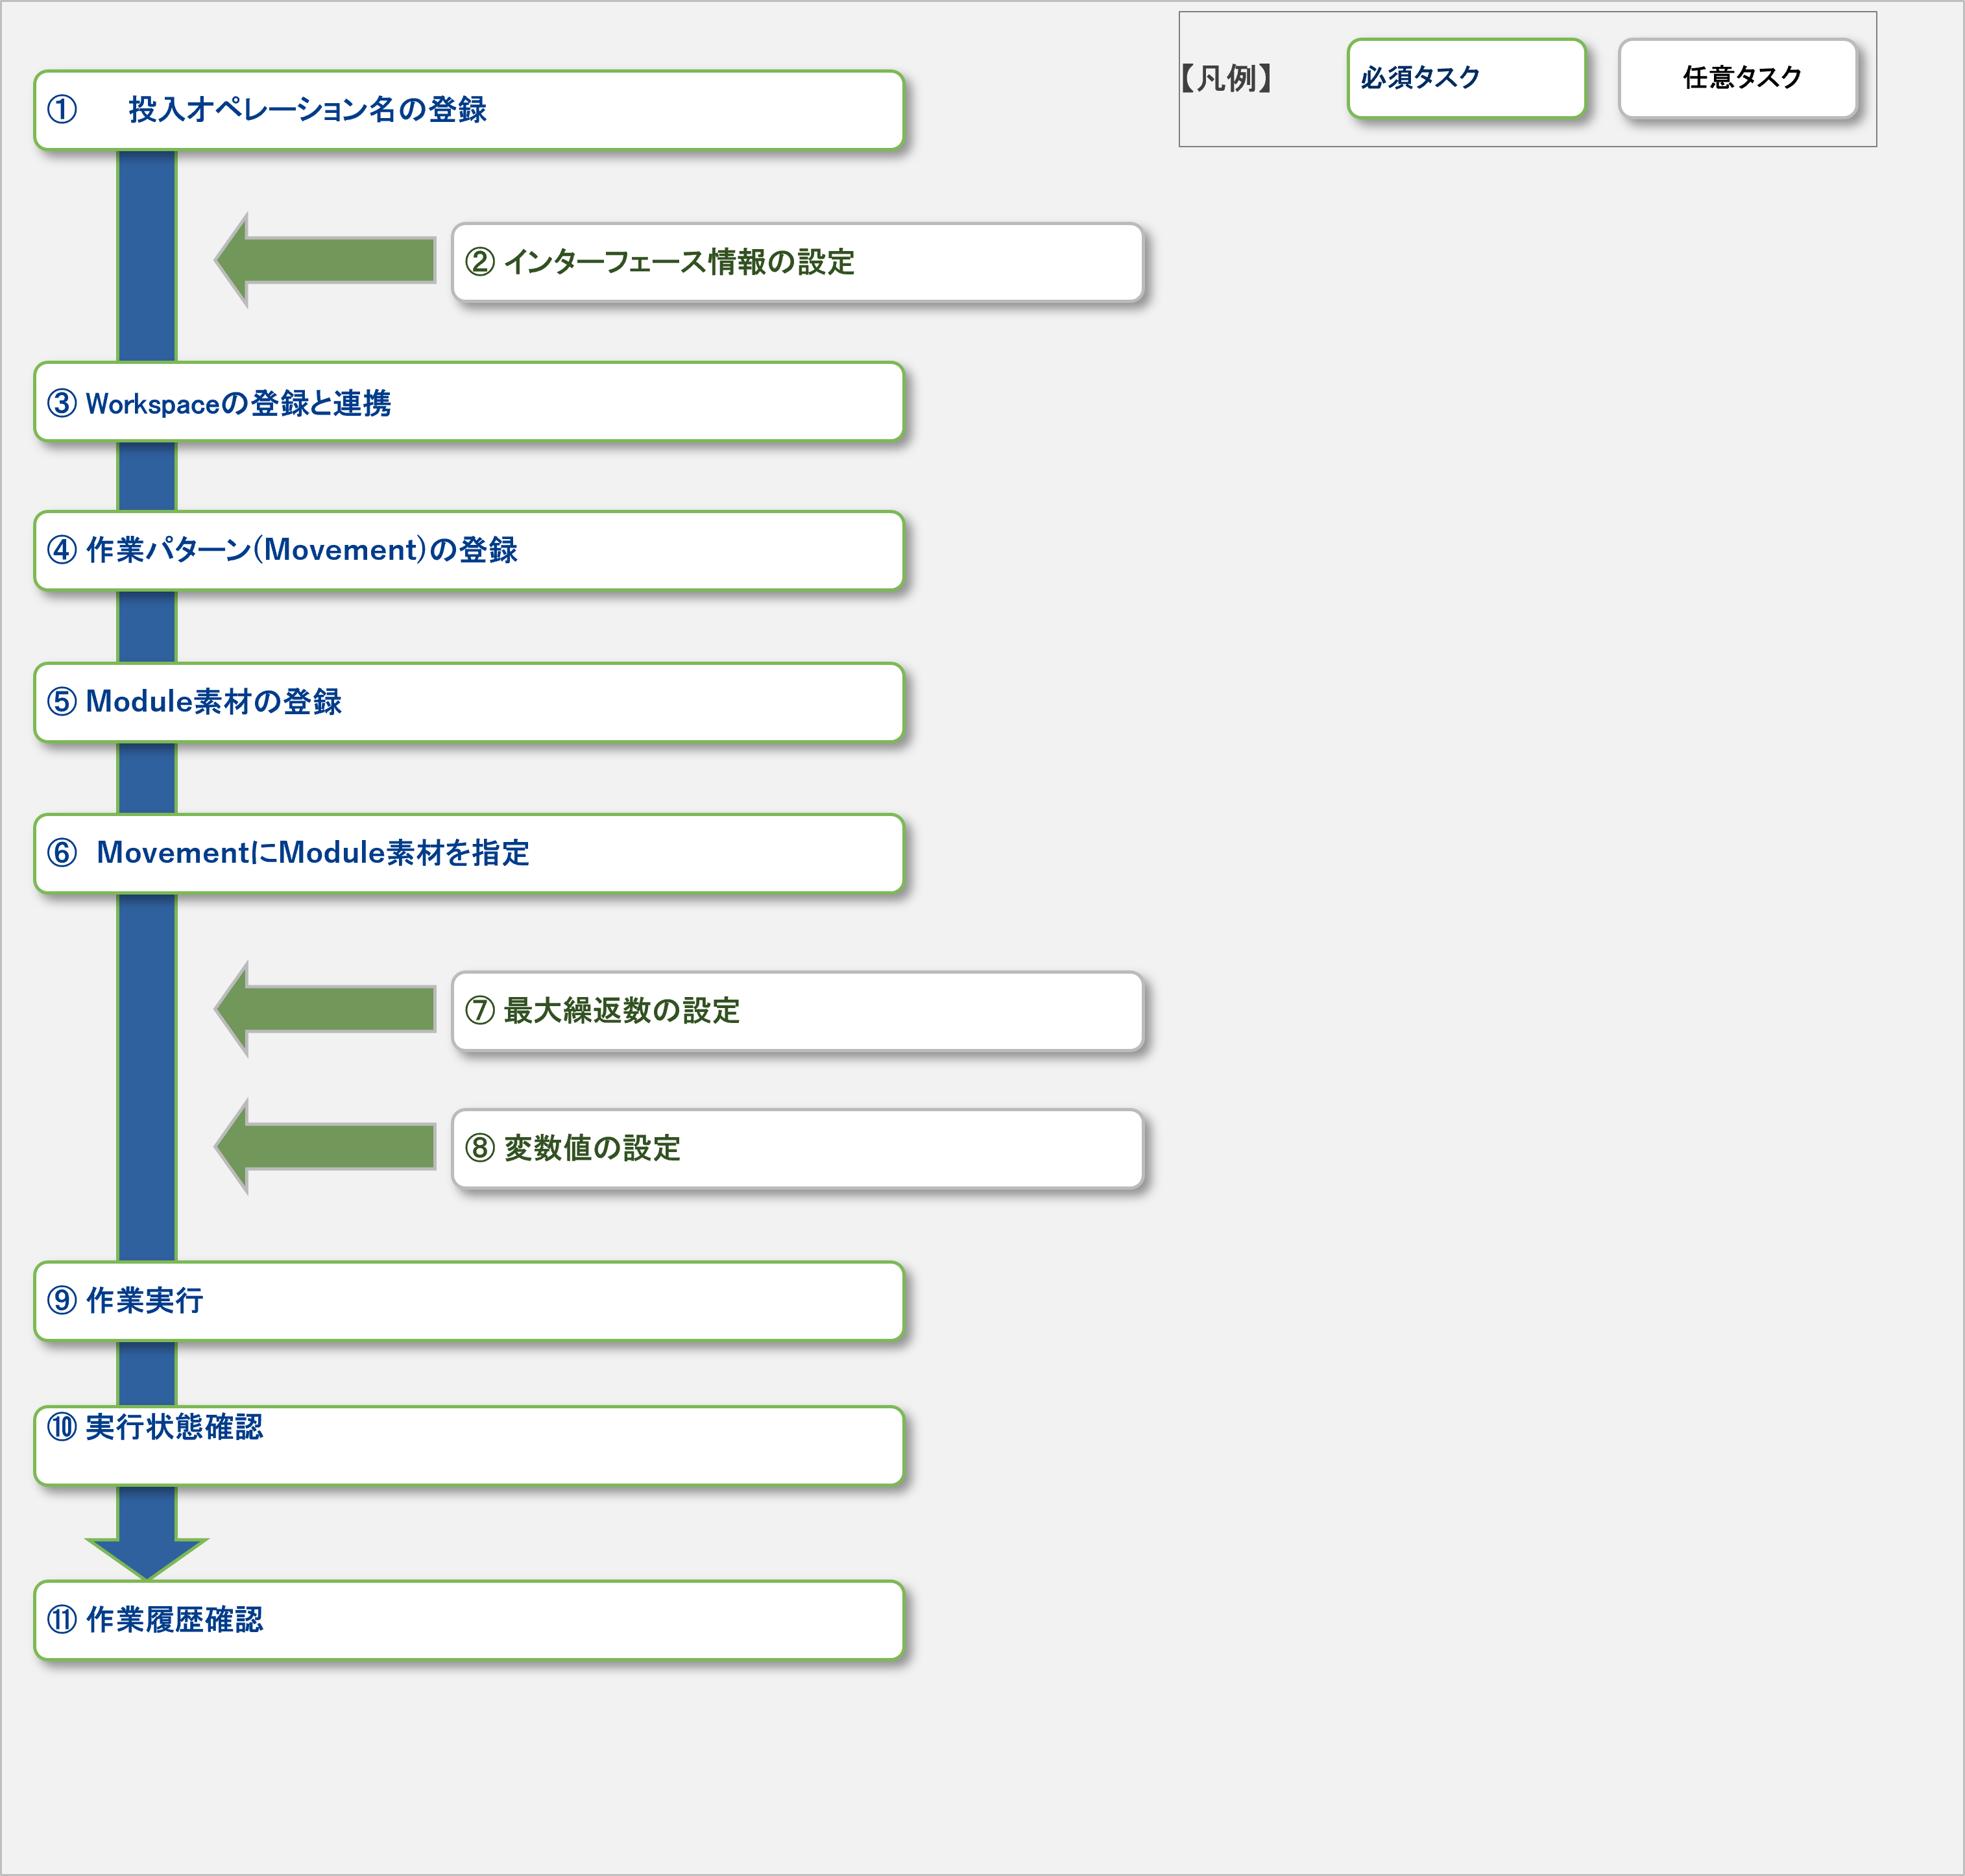 【凡例】 必須タスク 任意タスク
① 投入オペレーション名の登録
② インターフェース情報の設定
③ Workspaceの登録と連携
④ 作業パターン(Movement)の登録
⑤ Module素材の登録
⑥ MovementにModule素材を指定
⑦ 最大繰返数の設定
⑧ 変数値の設定
⑨ 作業実行
⑩ 実行状態確認
⑪ 作業履歴確認